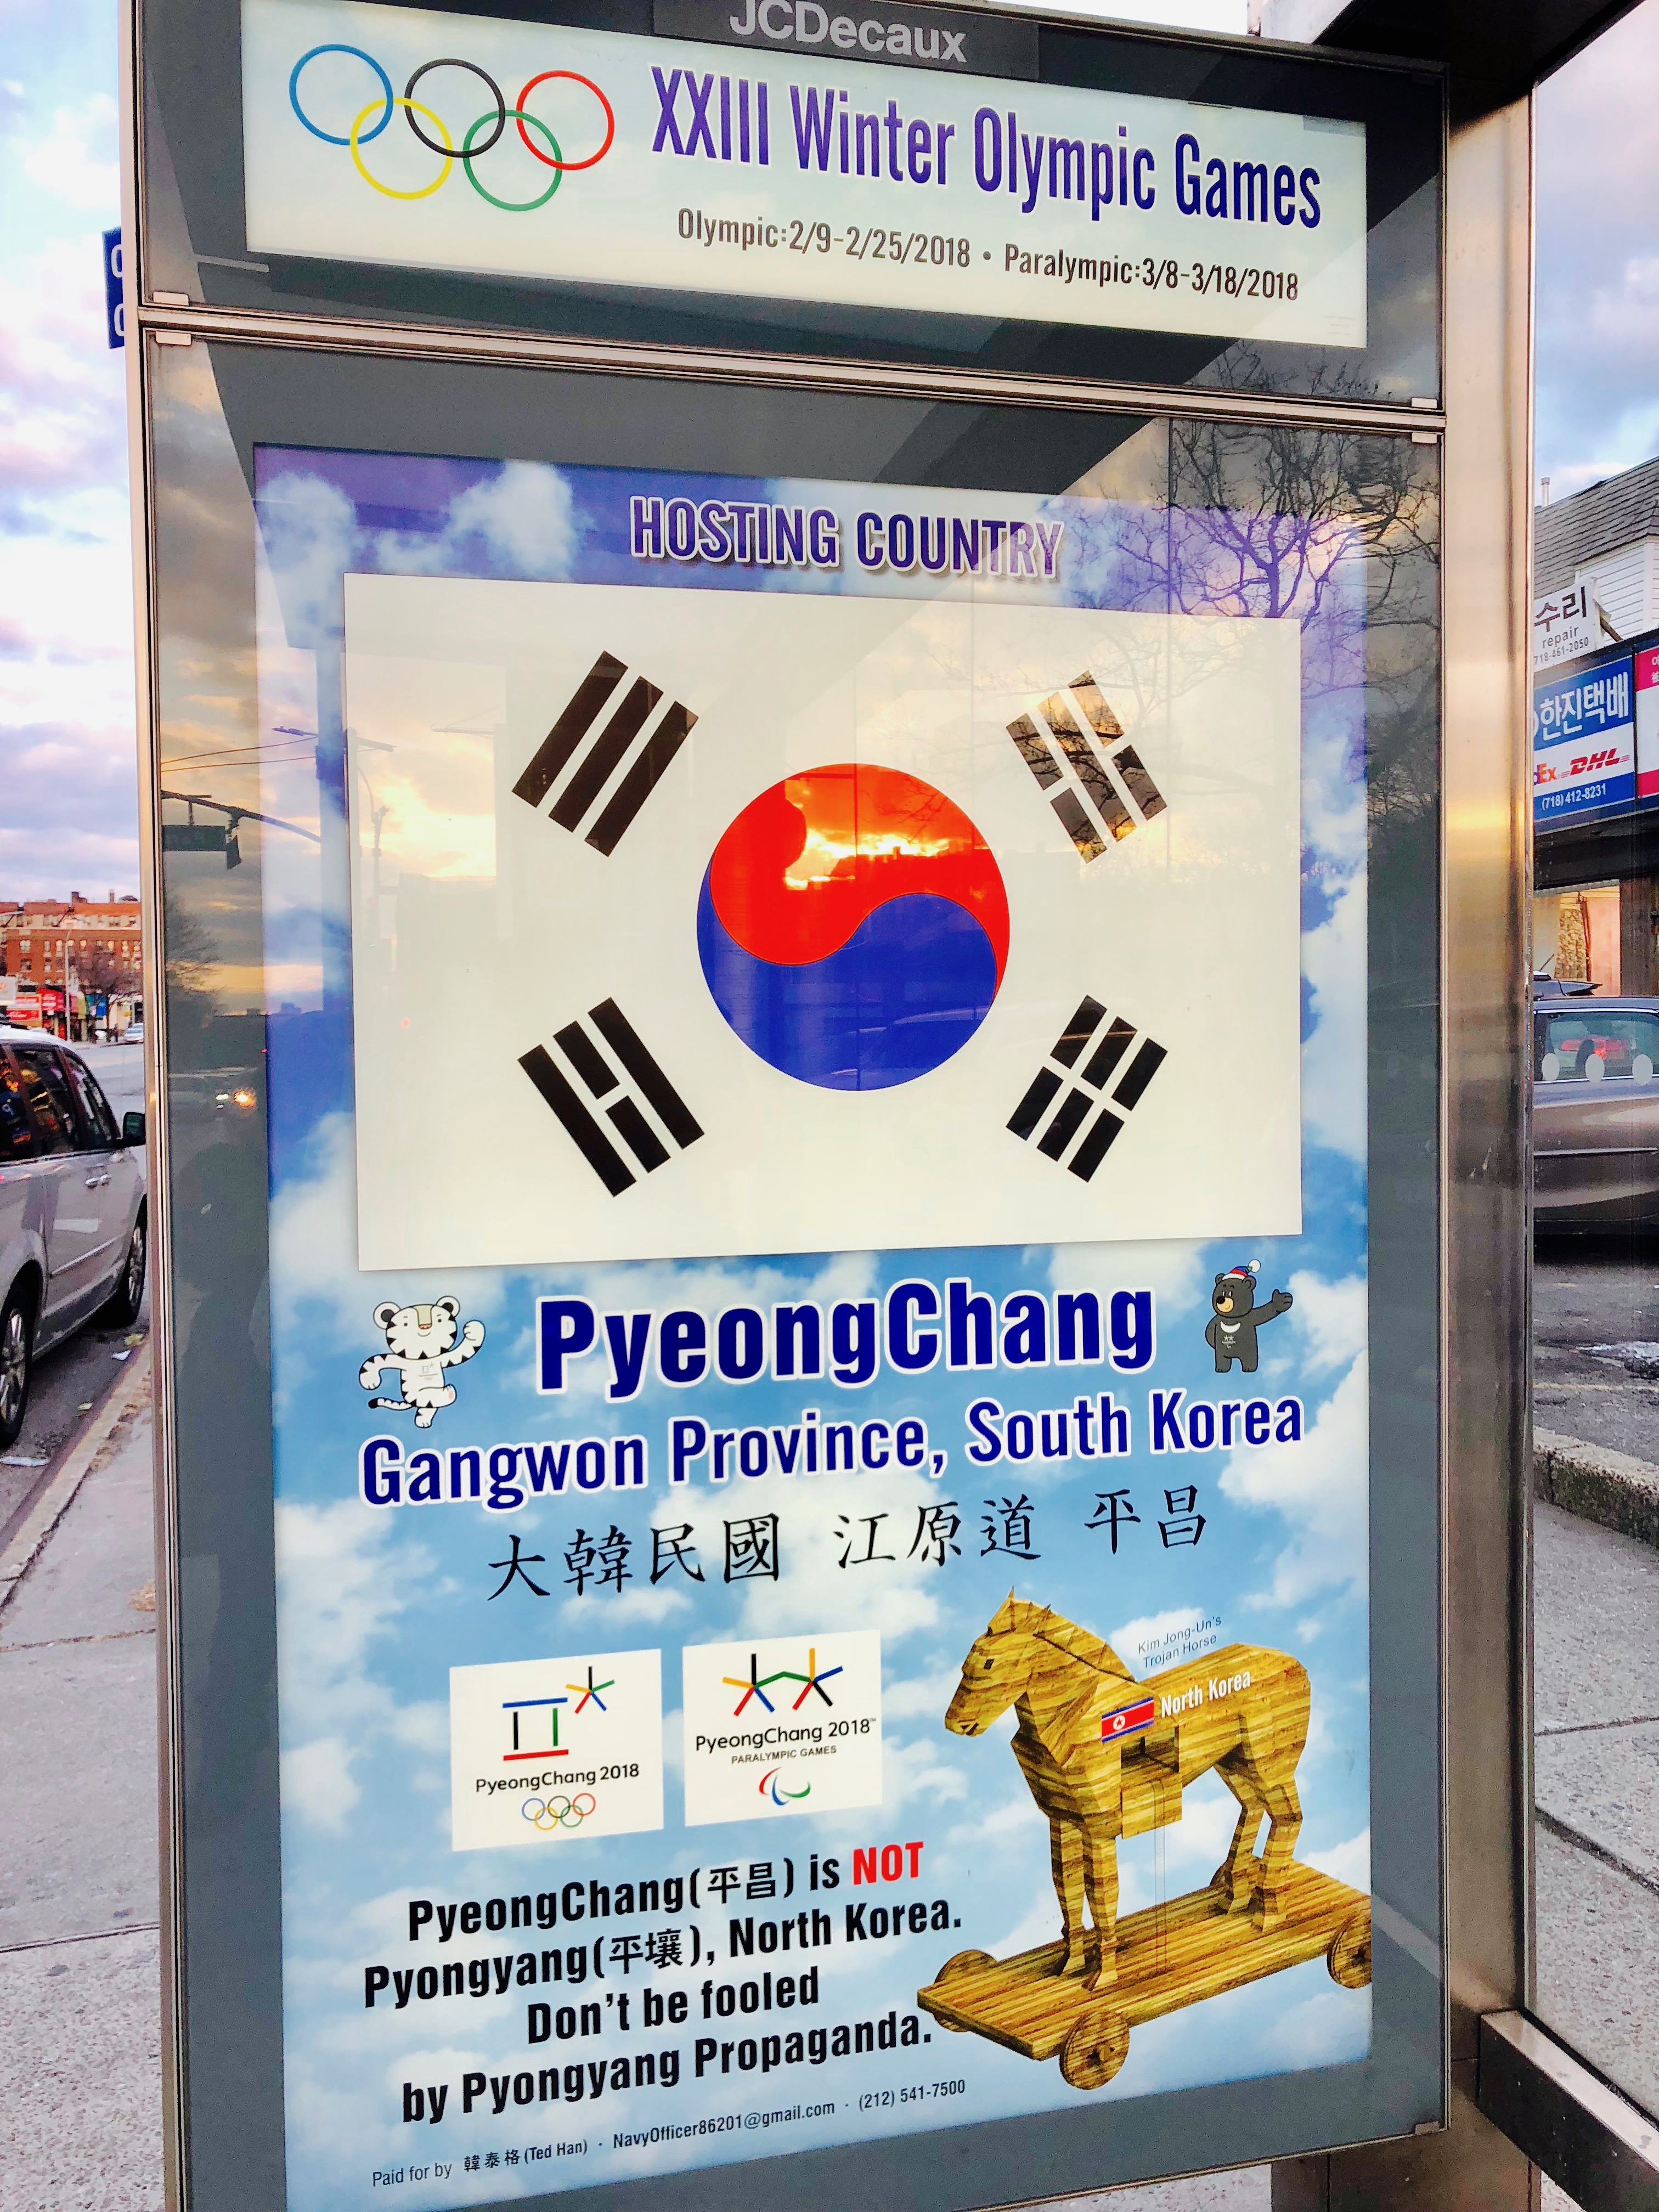 JCDecaux
XXIII Winter Olympic Games
Olympic:2/9-2/25/2018 • Paralympic:3/8-3/18/2018
HOSTING COUNTRY
수리
repair
718-461-2050
한진택배
DHL
(718) 412-8231
PyeongChang
Gangwon Province, South Korea
大韓民國 江原道 平昌
Kim Jong-Un's
Trojan Horse
North Korea
PyeongChang 2018
PyeongChang 2018™
PARALYMPIC GAMES
PyeongChang(平昌) is NOT
Pyongyang(平壤), North Korea.
Don't be fooled
by Pyongyang Propaganda.
Paid for by 韓泰格 (Ted Han) · NavyOfficer86201@gmail.com · (212) 541-7500